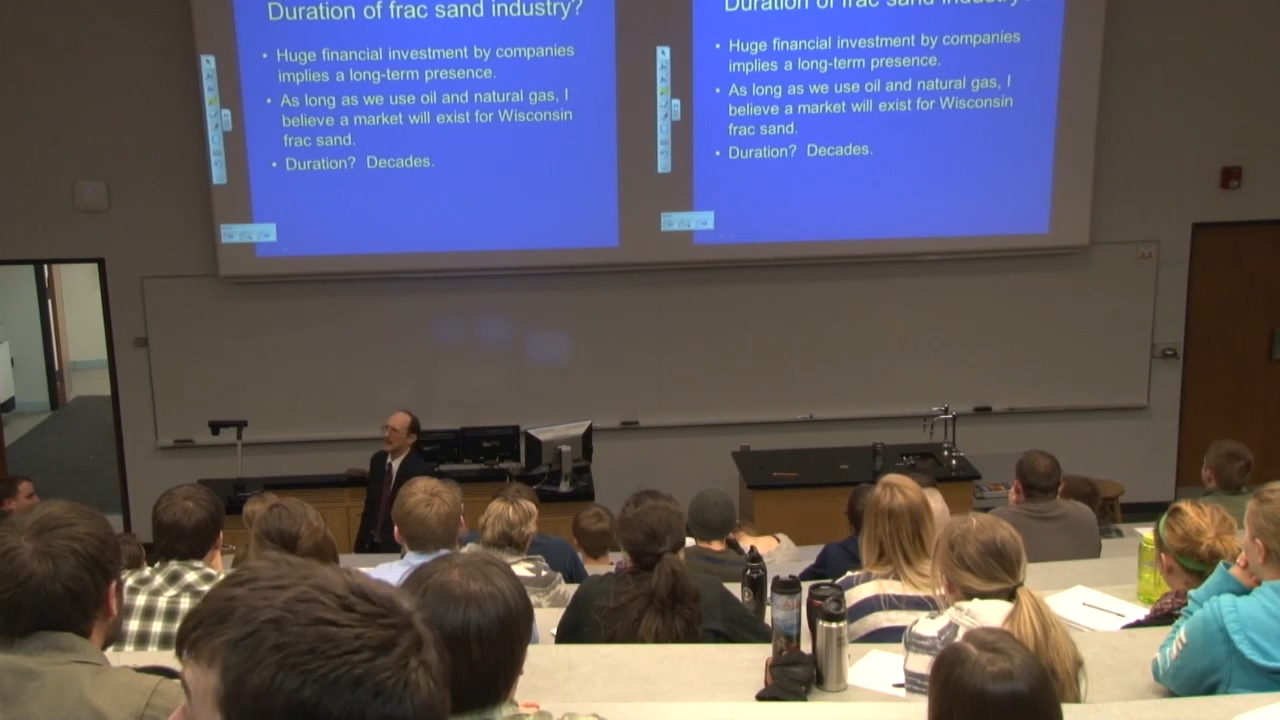 Duration of frac sand industry?
• Huge financial investment by companies
implies a long-term presence.
• As long as we use oil and natural gas, I
believe a market will exist for Wisconsin
frac sand.
• Duration? Decades.
Duration of frac sand industry?
• Huge financial investment by companies
implies a long-term presence.
• As long as we use oil and natural gas, I
believe a market will exist for Wisconsin
frac sand.
• Duration? Decades.